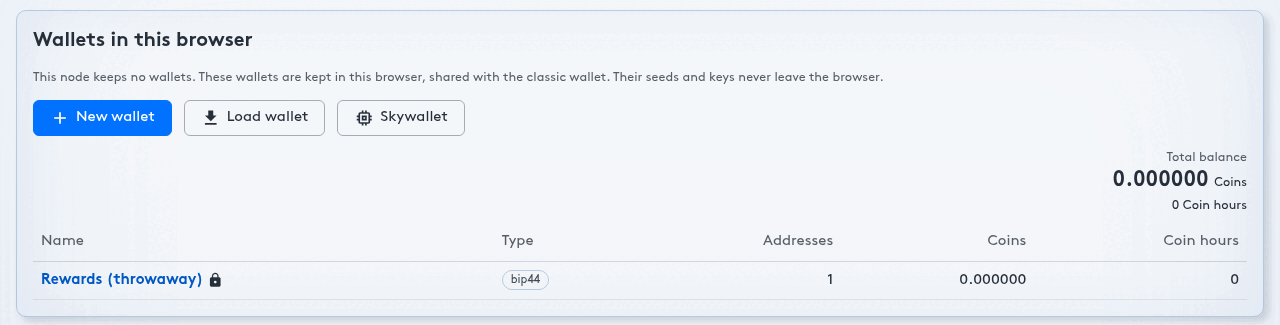 Wallets in this browser
This node keeps no wallets. These wallets are kept in this browser, shared with the classic wallet. Their seeds and keys never leave the browser.
New wallet
Load wallet
Skywallet
Total balance
0.000000 Coins
0 Coin hours
Name Type Addresses Coins Coin hours
Rewards (throwaway) bip44 1 0.000000 0